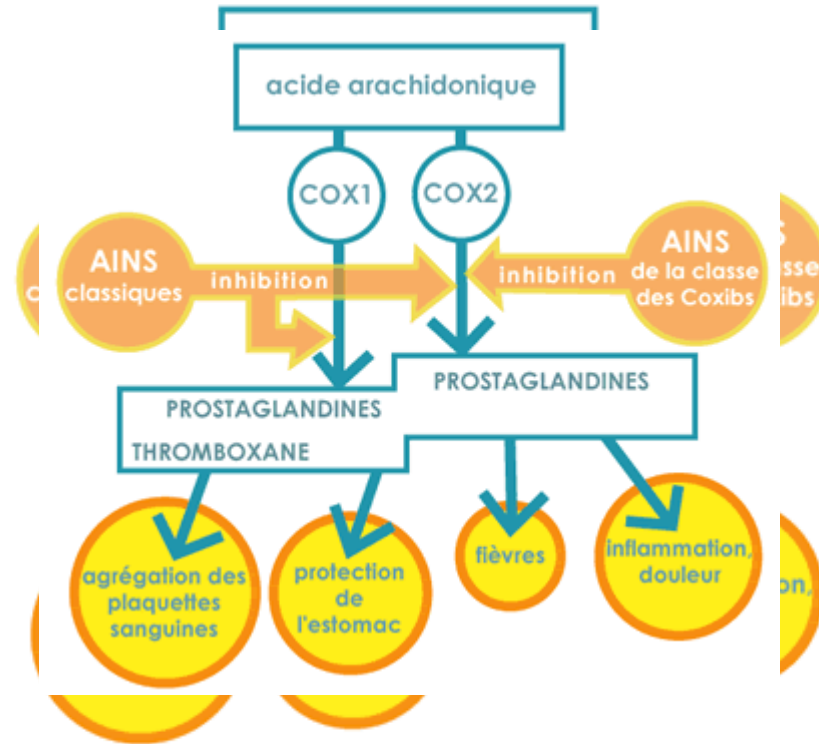 acide arachidonique
COX1
COX2
AINS
classiques
inhibition
inhibition
AINS
de la classe
des Coxibs
PROSTAGLANDINES
THROMBOXANE
PROSTAGLANDINES
agrégation des
plaquettes
sanguines
protection
de
l'estomac
fièvres
inflammation,
douleur